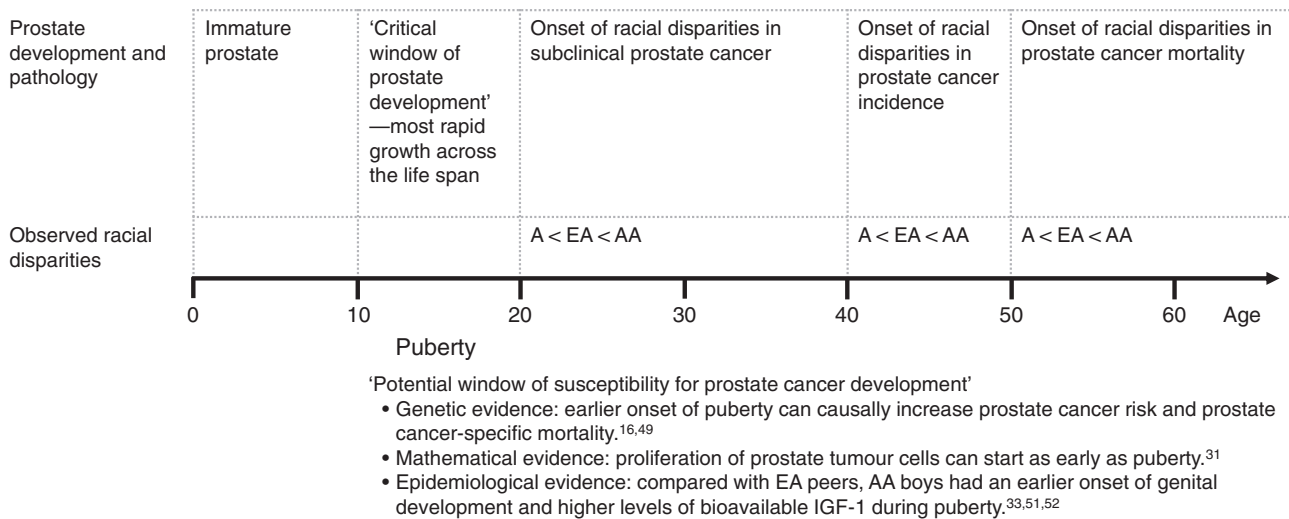 Prostate
development and
pathology
Immature
prostate
‘Critical
window of
prostate
development’
—most rapid
growth across
the life span
Onset of racial disparities in
subclinical prostate cancer
Onset of racial
disparities in
prostate cancer
incidence
Onset of racial disparities in
prostate cancer mortality
Observed racial
disparities
A < EA < AA
A < EA < AA
A < EA < AA
0 10 20 30 40 50 60 Age
Puberty
‘Potential window of susceptibility for prostate cancer development’
• Genetic evidence: earlier onset of puberty can causally increase prostate cancer risk and prostate
cancer-specific mortality.16,49
• Mathematical evidence: proliferation of prostate tumour cells can start as early as puberty.31
• Epidemiological evidence: compared with EA peers, AA boys had an earlier onset of genital
development and higher levels of bioavailable IGF-1 during puberty.33,51,52